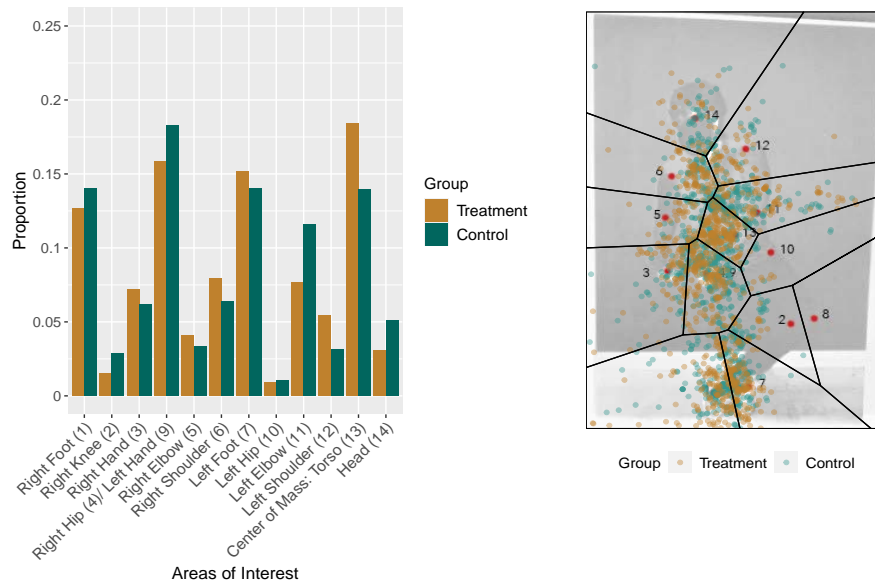 0.25
0.2
0.15
0.1
0.05
0
Proportion
Right Foot (1)
Right Knee (2)
Right Hand (3)
Right Hip (4)/ Left Hand (9)
Right Elbow (5)
Right Shoulder (6)
Left Foot (7)
Left Hip (10)
Left Elbow (11)
Left Shoulder (12)
Center of Mass: Torso (13)
Head (14)
Areas of Interest
Group
Treatment
Control
14
12
6
5
11
13
10
3
9
2
8
7
Group Treatment Control